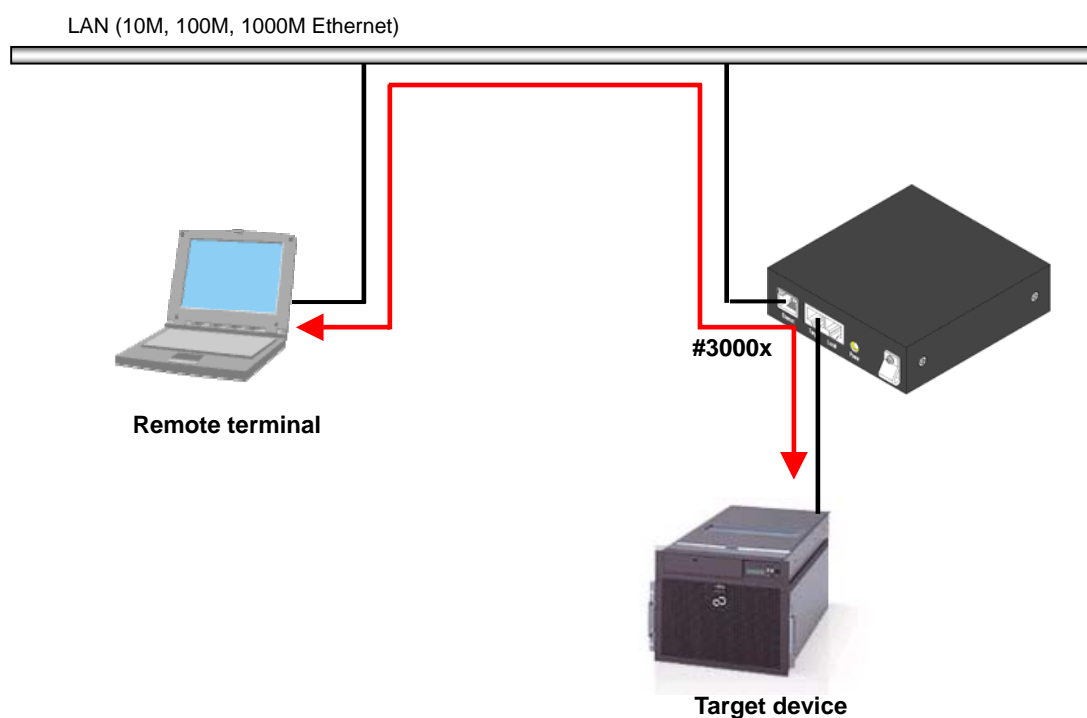 LAN (10M, 100M, 1000M Ethernet)
#3000x
Remote terminal
Target device